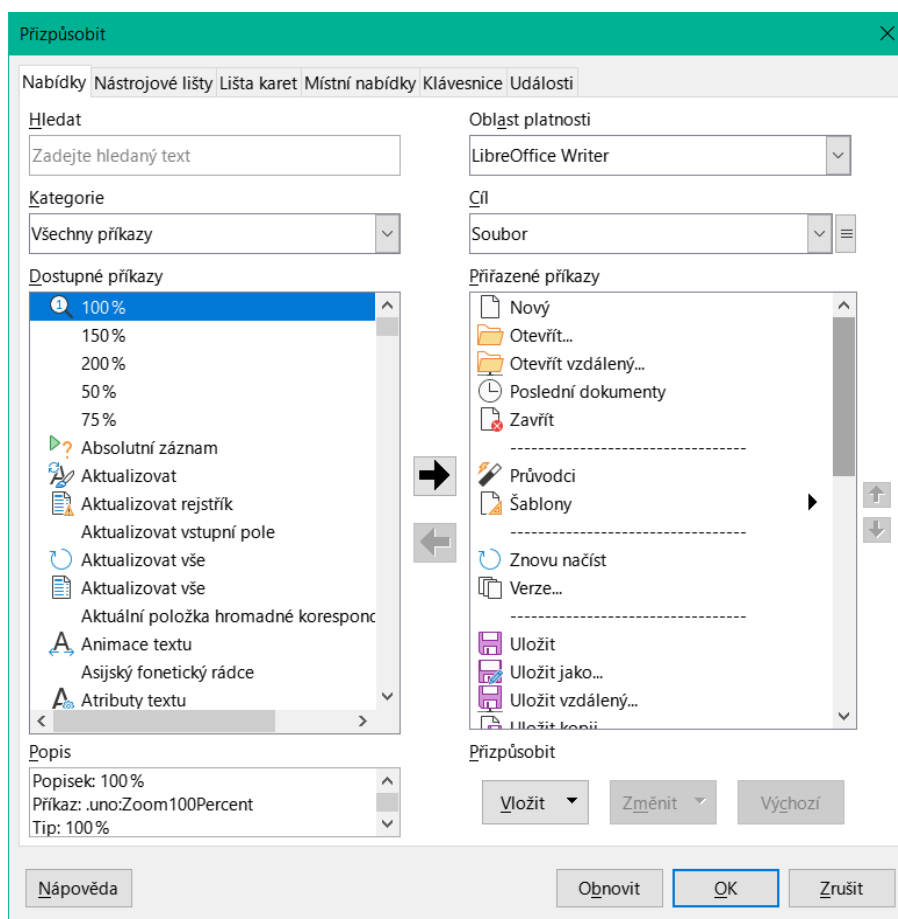 Přizpůsobit
Nabídky Nástrojové lišty Lišta karet Místní nabídky Klávesnice Události
Hledat
Zadejte hledaný text
Kategorie
Všechny příkazy
Dostupné příkazy
100 %
150 %
200 %
50 %
75 %
Absolutní záznam
Aktualizovat
Aktualizovat rejstřík
Aktualizovat vstupní pole
Aktualizovat vše
Aktualizovat vše
Aktuální položka hromadné korespond
Animace textu
Asijský fonetický rádce
Atributy textu
Popis
Popisek: 100 %
Příkaz: .uno:Zoom100Percent
Tip: 100 %
Oblast platnosti
LibreOffice Writer
Cíl
Soubor
Přiřazené příkazy
Nový
Otevřít...
Otevřít vzdálený...
Poslední dokumenty
Zavřít
----------------------------------
Průvodci
Šablony
----------------------------------
Znovu načíst
Verze...
----------------------------------
Uložit
Uložit jako...
Uložit vzdálený...
Uložit kopii
Přizpůsobit
Vložit
Změnit
Výchozí
Nápověda
Obnovit
OK
Zrušit